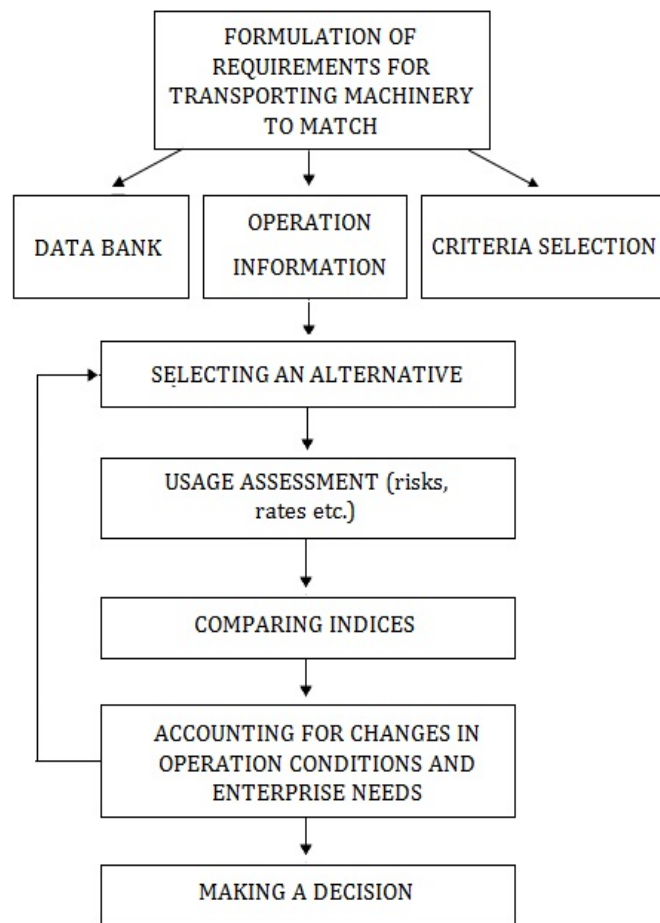 FORMULATION OF
REQUIREMENTS FOR
TRANSPORTING MACHINERY
TO MATCH
DATA BANK
OPERATION
INFORMATION
CRITERIA SELECTION
SELECTING AN ALTERNATIVE
USAGE ASSESSMENT (risks,
rates etc.)
COMPARING INDICES
ACCOUNTING FOR CHANGES IN
OPERATION CONDITIONS AND
ENTERPRISE NEEDS
MAKING A DECISION